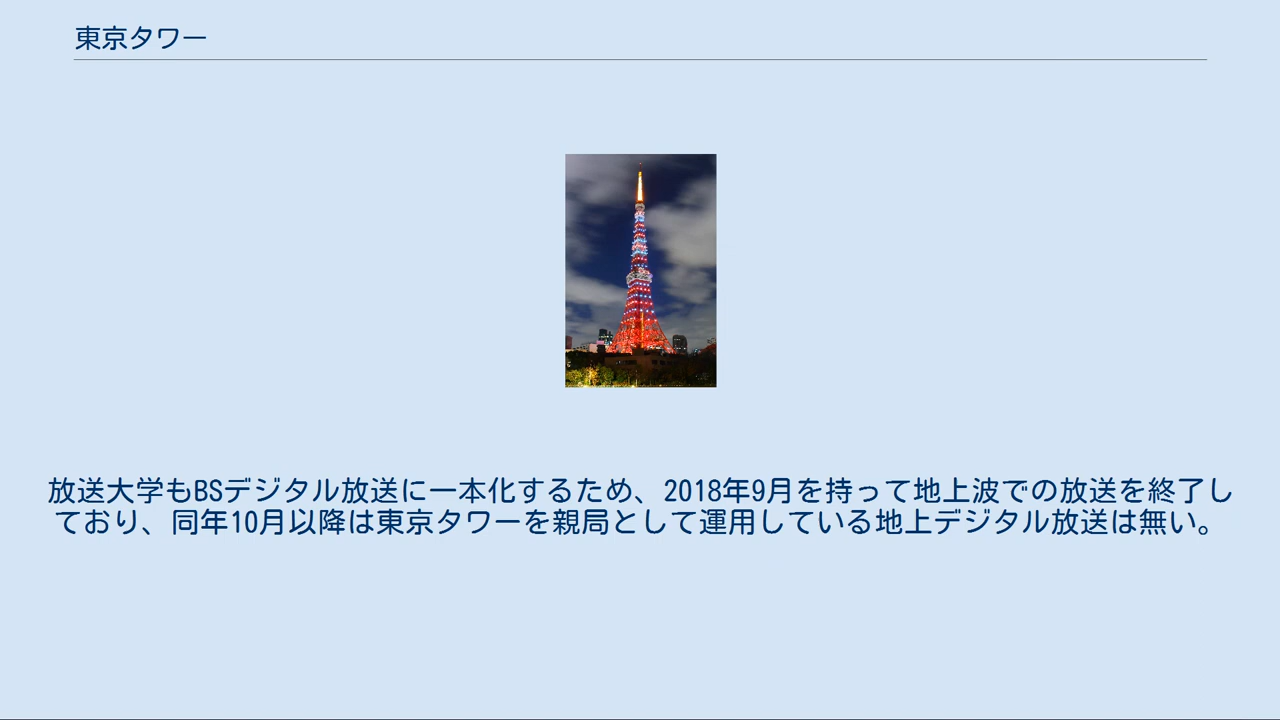 東京タワー
放送大学もBSデジタル放送に一本化するため、2018年9月を持って地上波での放送を終了し
ており、同年10月以降は東京タワーを親局として運用している地上デジタル放送は無い。